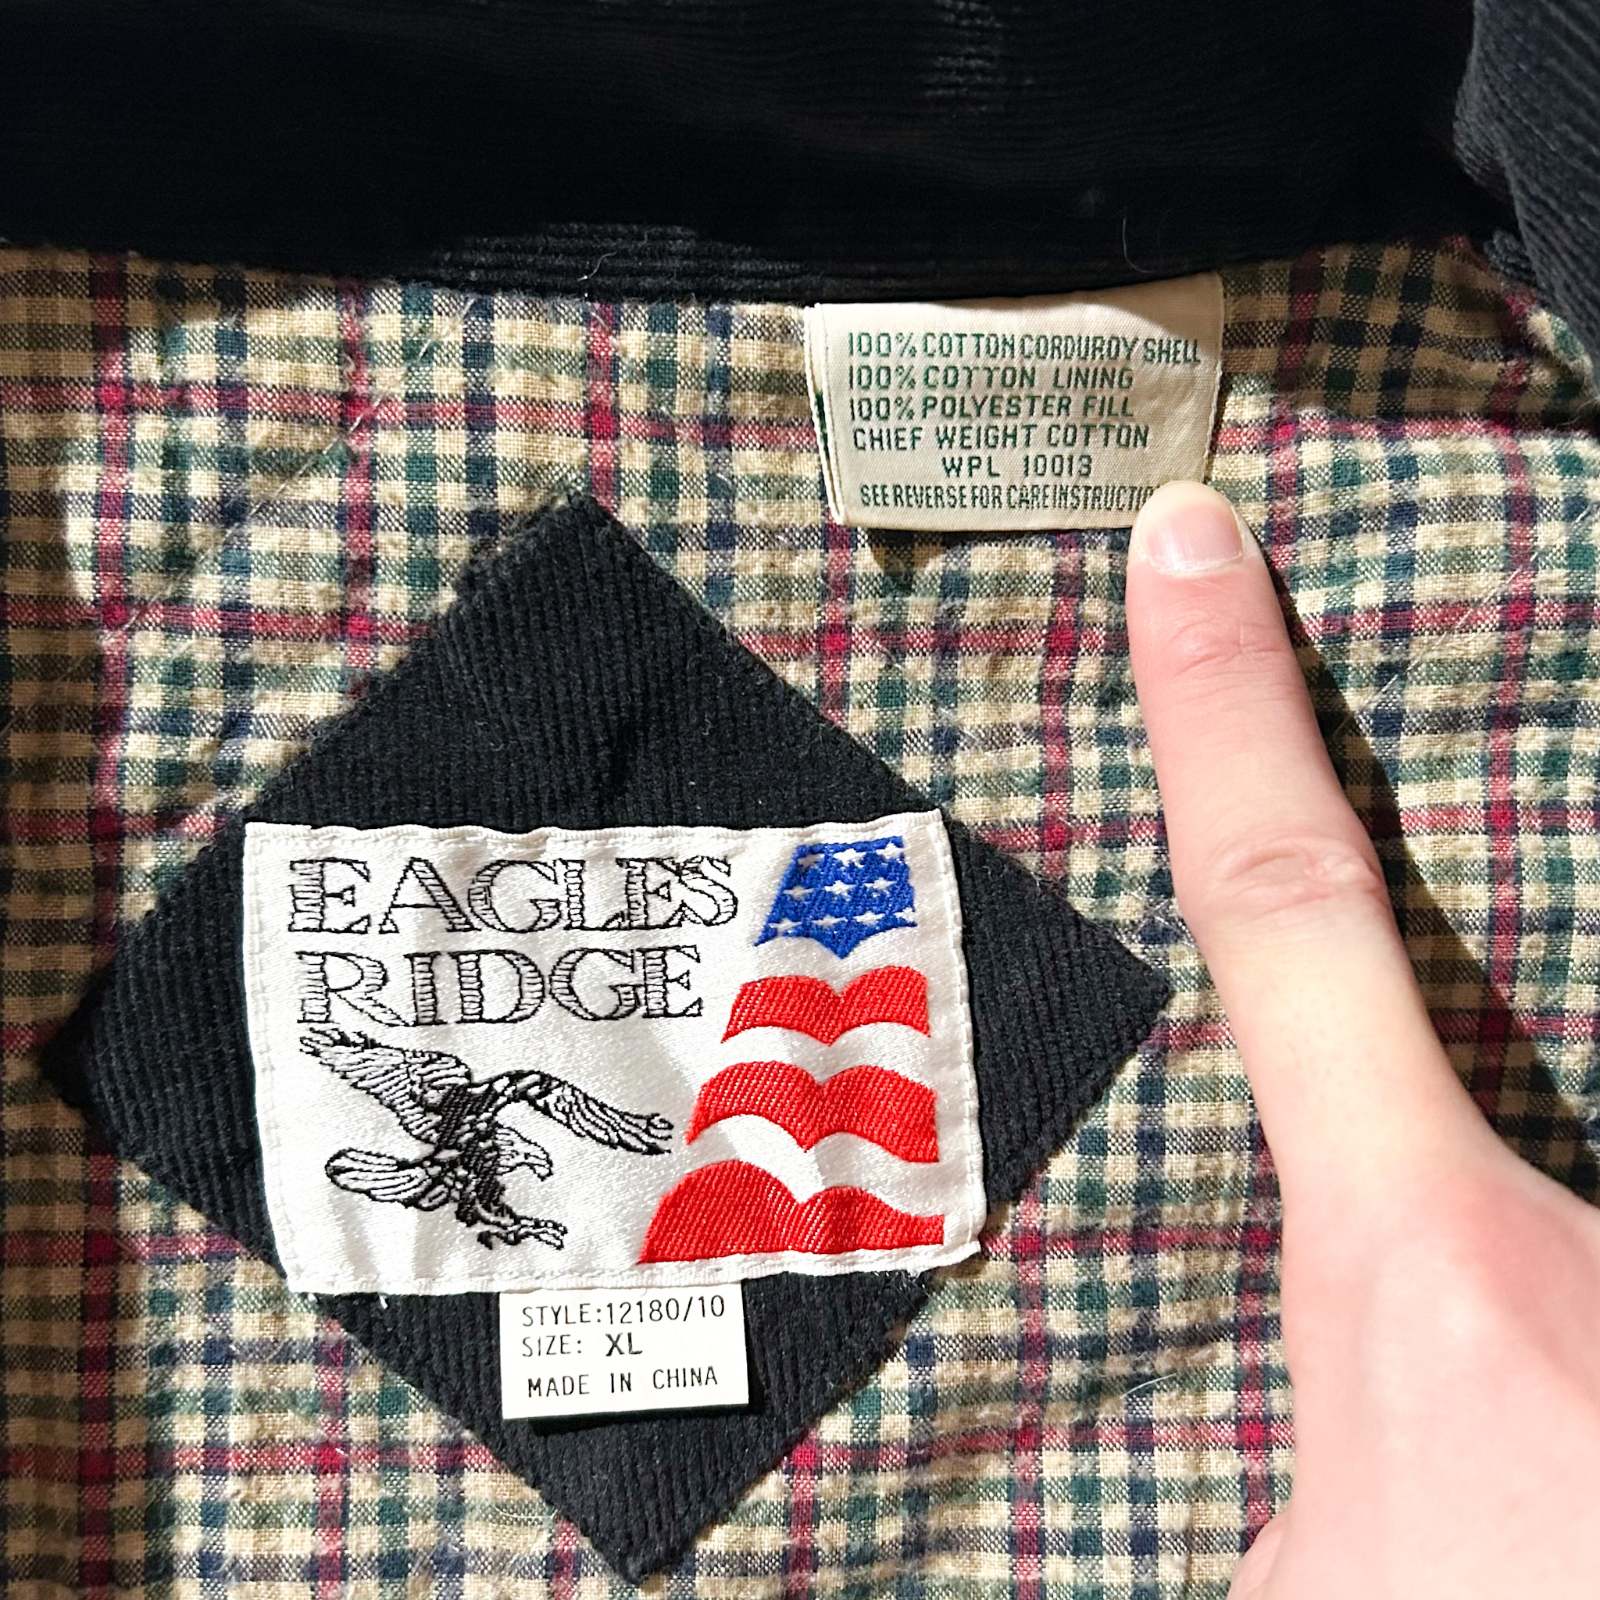 100% COTTON CORDUROY SHELL
100% COTTON LINING
100% POLYESTER FILL
CHIEF WEIGHT COTTON
WPL 10013
SEE REVERSE FOR CARE
EAGLES
RIDGE
STYLE:12180/10
SIZE: XL
MADE IN CHINA